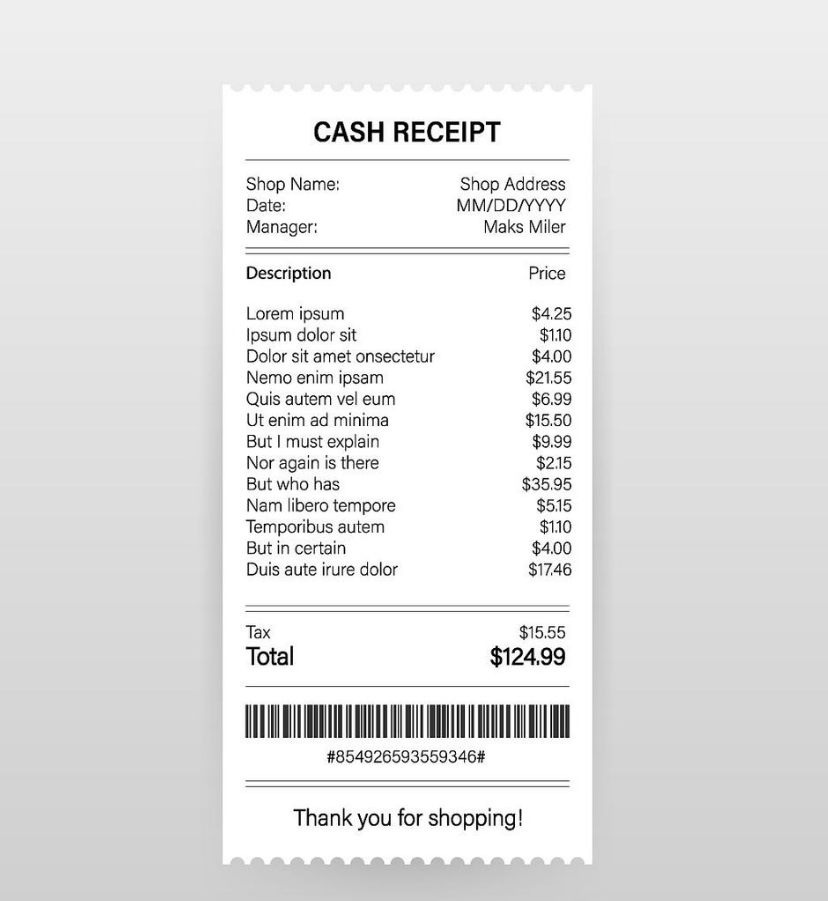 CASH RECEIPT
Shop Name: Shop Address
Date: MM/DD/YYYY
Manager: Maks Miler
Description Price
Lorem ipsum $4.25
Ipsum dolor sit $1.10
Dolor sit amet onsectetur $4.00
Nemo enim ipsam $21.55
Quis autem vel eum $6.99
Ut enim ad minima $15.50
But I must explain $9.99
Nor again is there $2.15
But who has $35.95
Nam libero tempore $5.15
Temporibus autem $1.10
But in certain $4.00
Duis aute irure dolor $17.46
Tax $15.55
Total $124.99
#854926593559346#
Thank you for shopping!